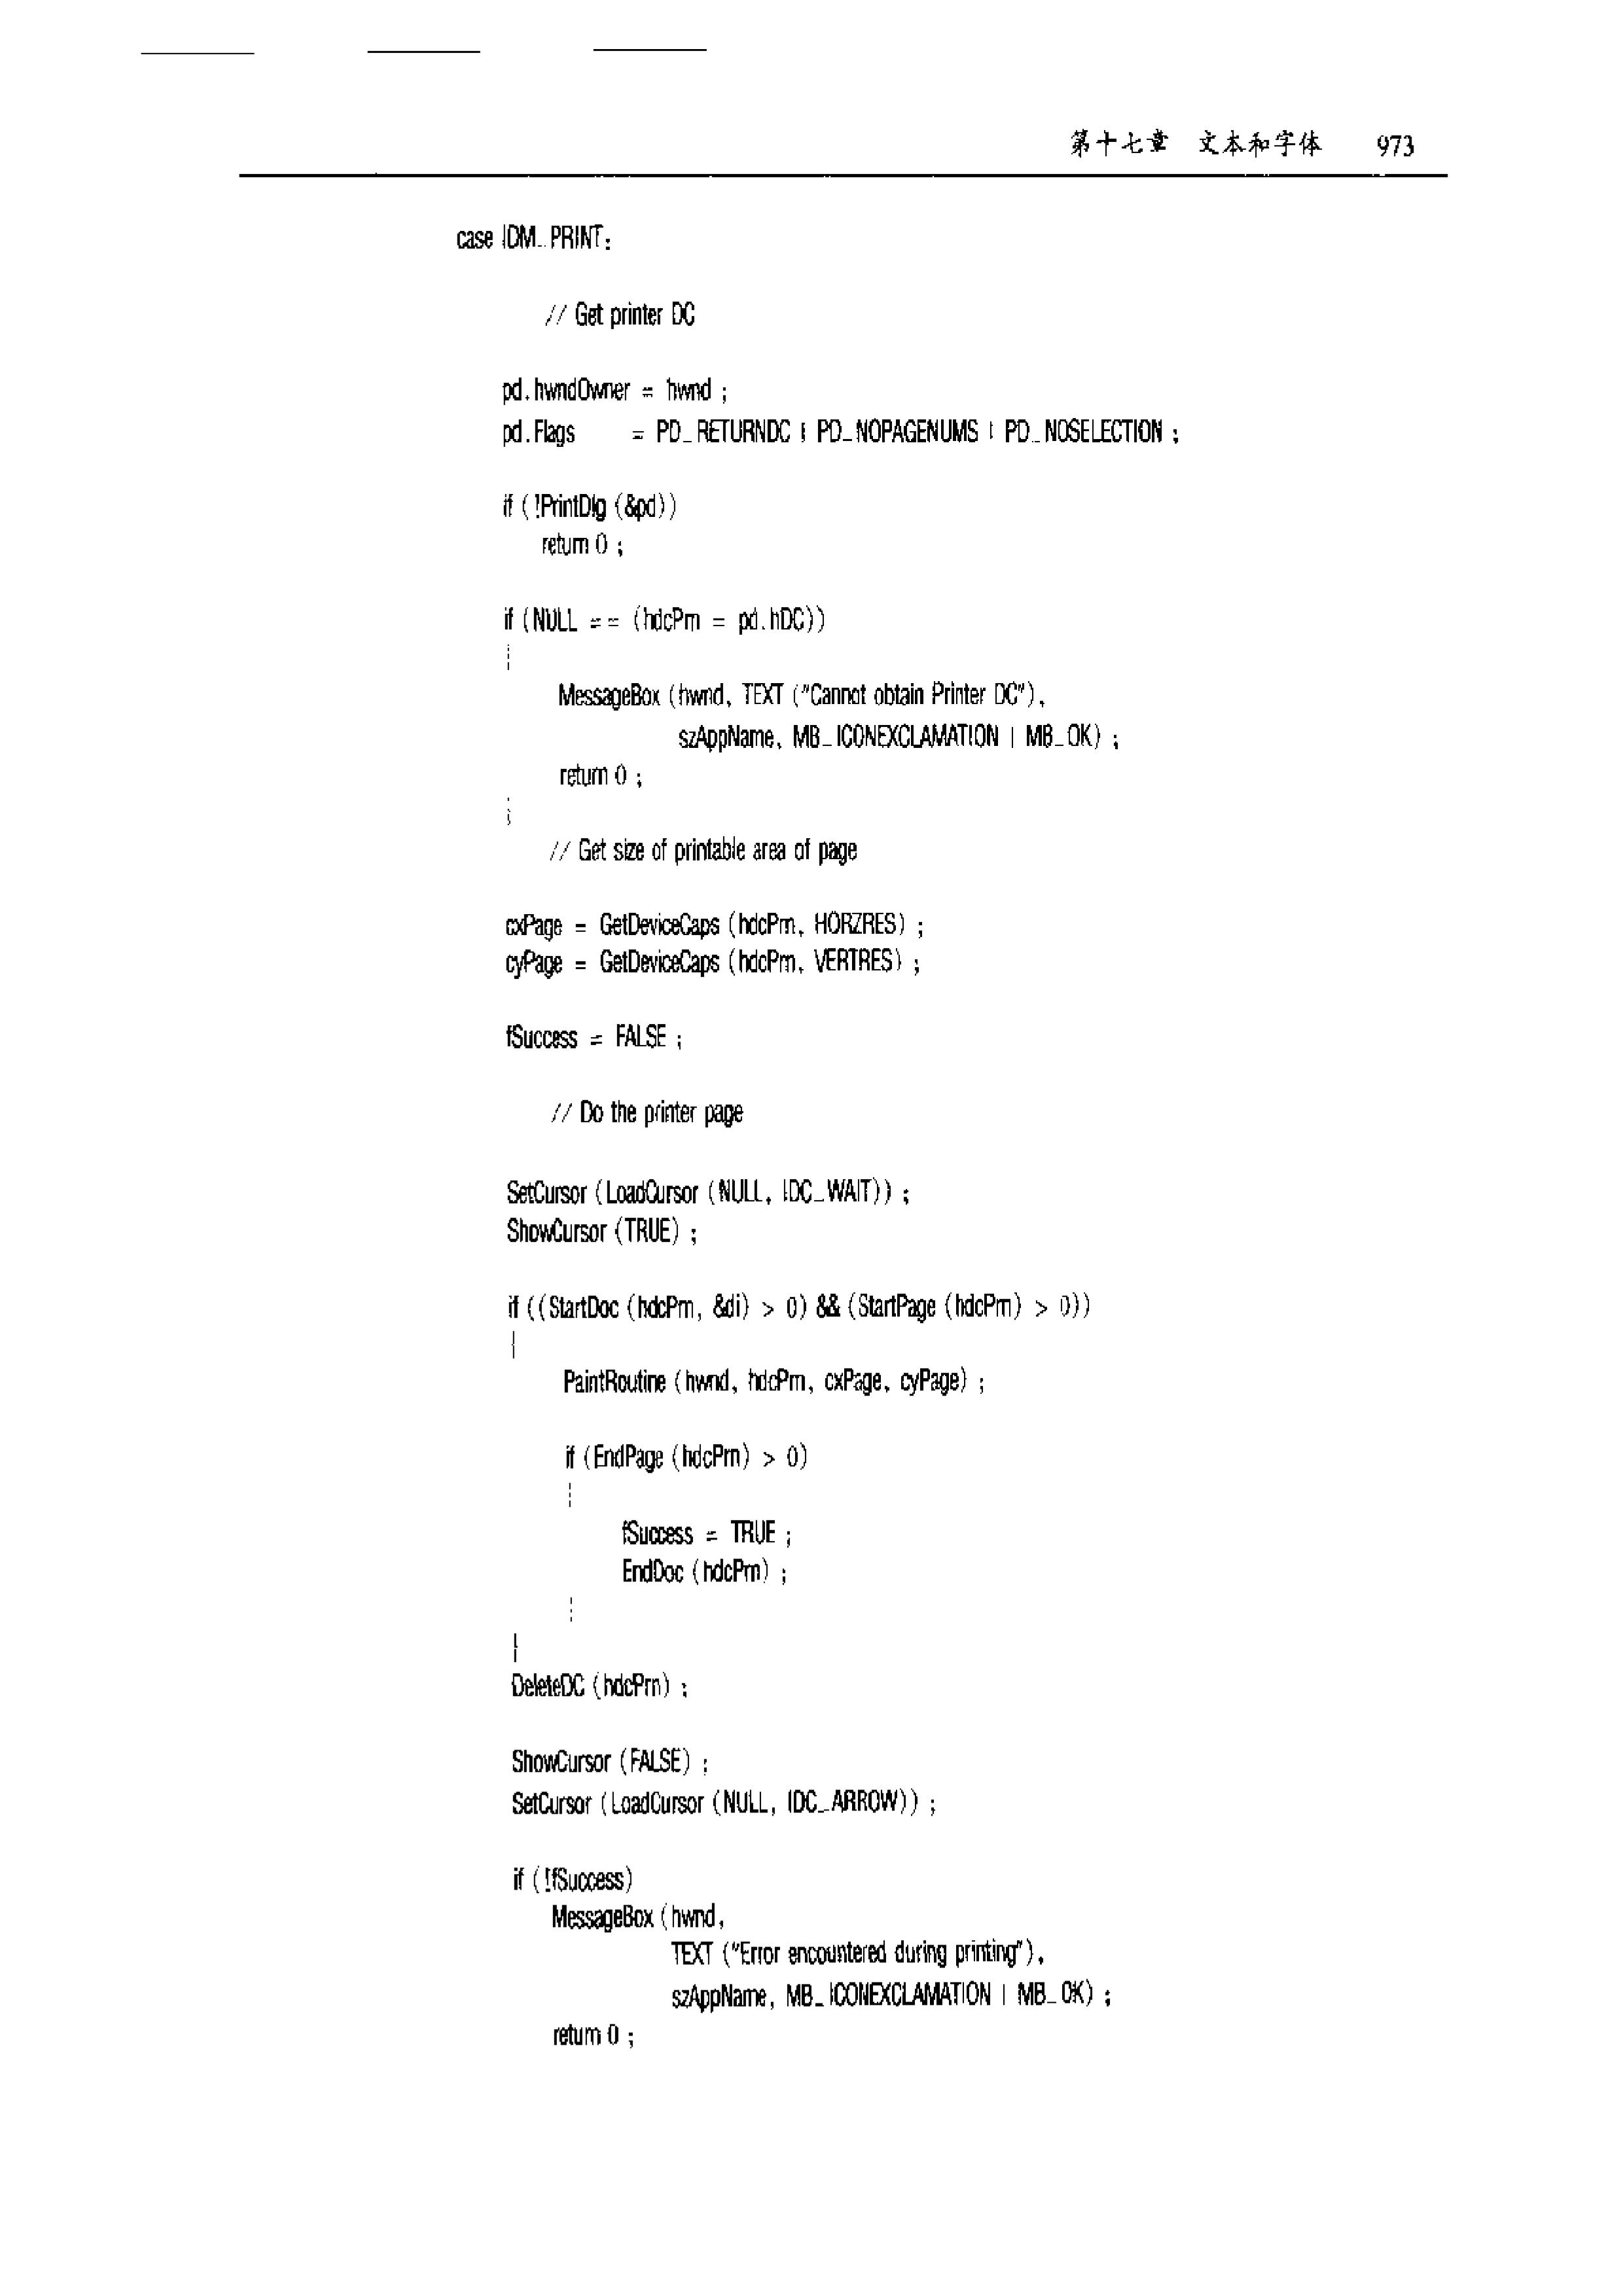 第十七章 文本和字体 973
case IDM_PRINT:
// Get printer DC
pd.hwndOwner = hwnd ;
pd.Flags = PD_RETURNDC | PD_NOPAGENUMS | PD_NOSELECTION ;
if (!PrintDlg (&pd))
return 0 ;
if (NULL == (hdcPrn = pd.hDC))
{
MessageBox (hwnd, TEXT ("Cannot obtain Printer DC"),
szAppName, MB_ICONEXCLAMATION | MB_OK) ;
return 0 ;
}
// Get size of printable area of page
cxPage = GetDeviceCaps (hdcPrn, HORZRES) ;
cyPage = GetDeviceCaps (hdcPrn, VERTRES) ;
fSuccess = FALSE ;
// Do the printer page
SetCursor (LoadCursor (NULL, IDC_WAIT)) ;
ShowCursor (TRUE) ;
if ((StartDoc (hdcPrn, &di) > 0) && (StartPage (hdcPrn) > 0))
{
PaintRoutine (hwnd, hdcPrn, cxPage, cyPage) ;
if (EndPage (hdcPrn) > 0)
{
fSuccess = TRUE ;
EndDoc (hdcPrn) ;
}
}
DeleteDC (hdcPrn) ;
ShowCursor (FALSE) ;
SetCursor (LoadCursor (NULL, IDC_ARROW)) ;
if (!fSuccess)
MessageBox (hwnd,
TEXT ("Error encountered during printing"),
szAppName, MB_ICONEXCLAMATION | MB_OK) ;
return 0 ;